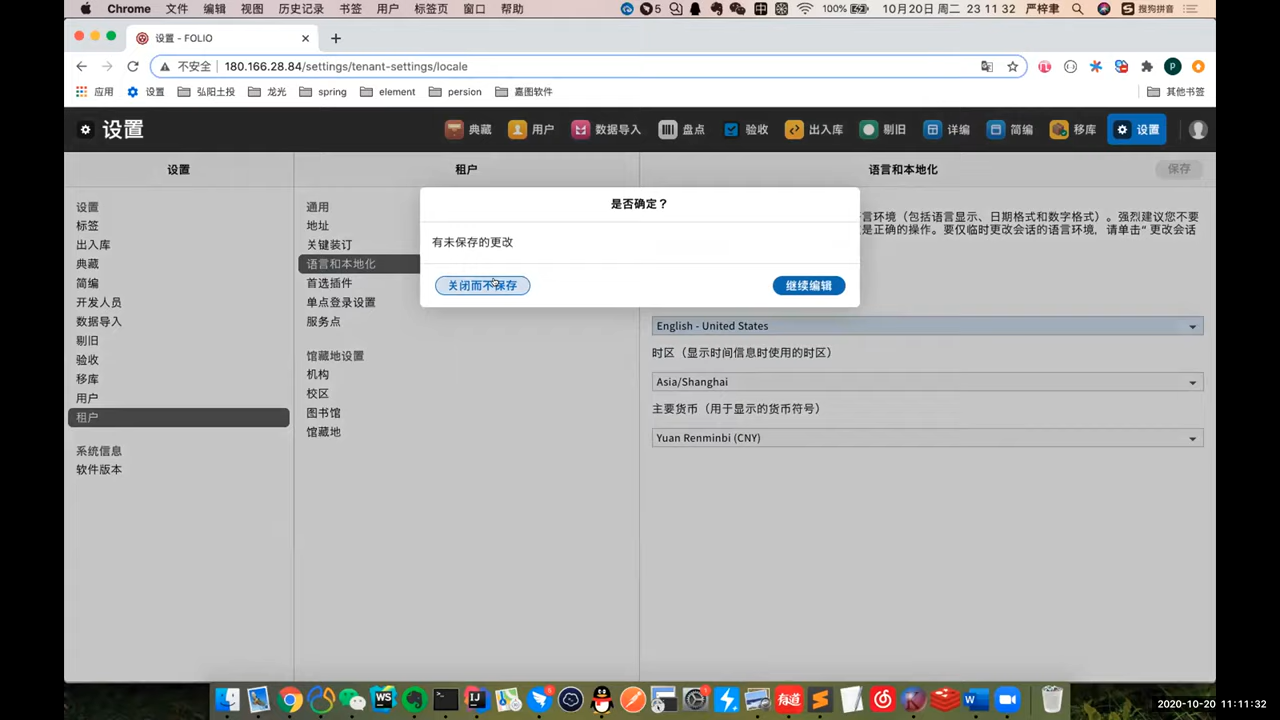 Chrome 文件 编辑 视图 历史记录 书签 用户 标签页 窗口 帮助 5 100% 10月20日 周二 23 11 32 严梓聿 搜狗拼音
设置 - FOLIO
不安全 180.166.28.84/settings/tenant-settings/locale
应用 设置 弘阳土投 龙光 spring element persion 嘉图软件 其他书签
设置 典藏 用户 数据导入 盘点 验收 出入库 剔旧 详编 简编 移库 设置
设置 租户 语言和本地化 保存
是否确定？
有未保存的更改
关闭而不保存 继续编辑
设置
标签
出入库
典藏
简编
开发人员
数据导入
剔旧
验收
移库
用户
租户
系统信息
软件版本
通用
地址
关键装订
语言和本地化
首选插件
单点登录设置
服务点
馆藏地设置
机构
校区
图书馆
馆藏地
言环境（包括语言显示、日期格式和数字格式）。强烈建议您不要
是正确的操作。要仅临时更改会话的语言环境，请单击“ 更改会话
English - United States
时区（显示时间信息时使用的时区）
Asia/Shanghai
主要货币（用于显示的货币符号）
Yuan Renminbi (CNY)
2020-10-20 11:11:32